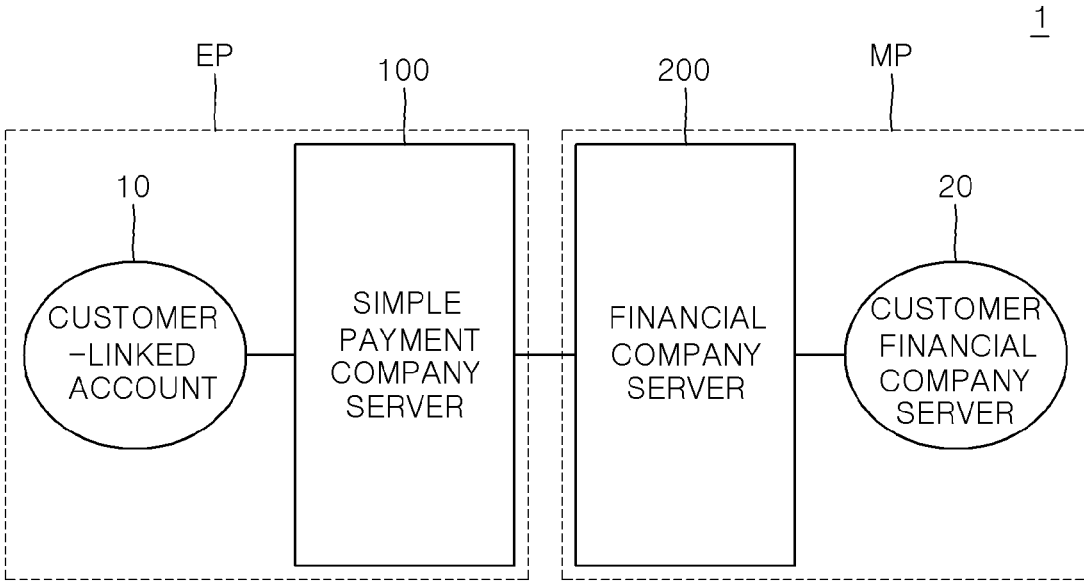 1
EP
100
200
MP
10
20
CUSTOMER
-LINKED
ACCOUNT
SIMPLE
PAYMENT
COMPANY
SERVER
FINANCIAL
COMPANY
SERVER
CUSTOMER
FINANCIAL
COMPANY
SERVER